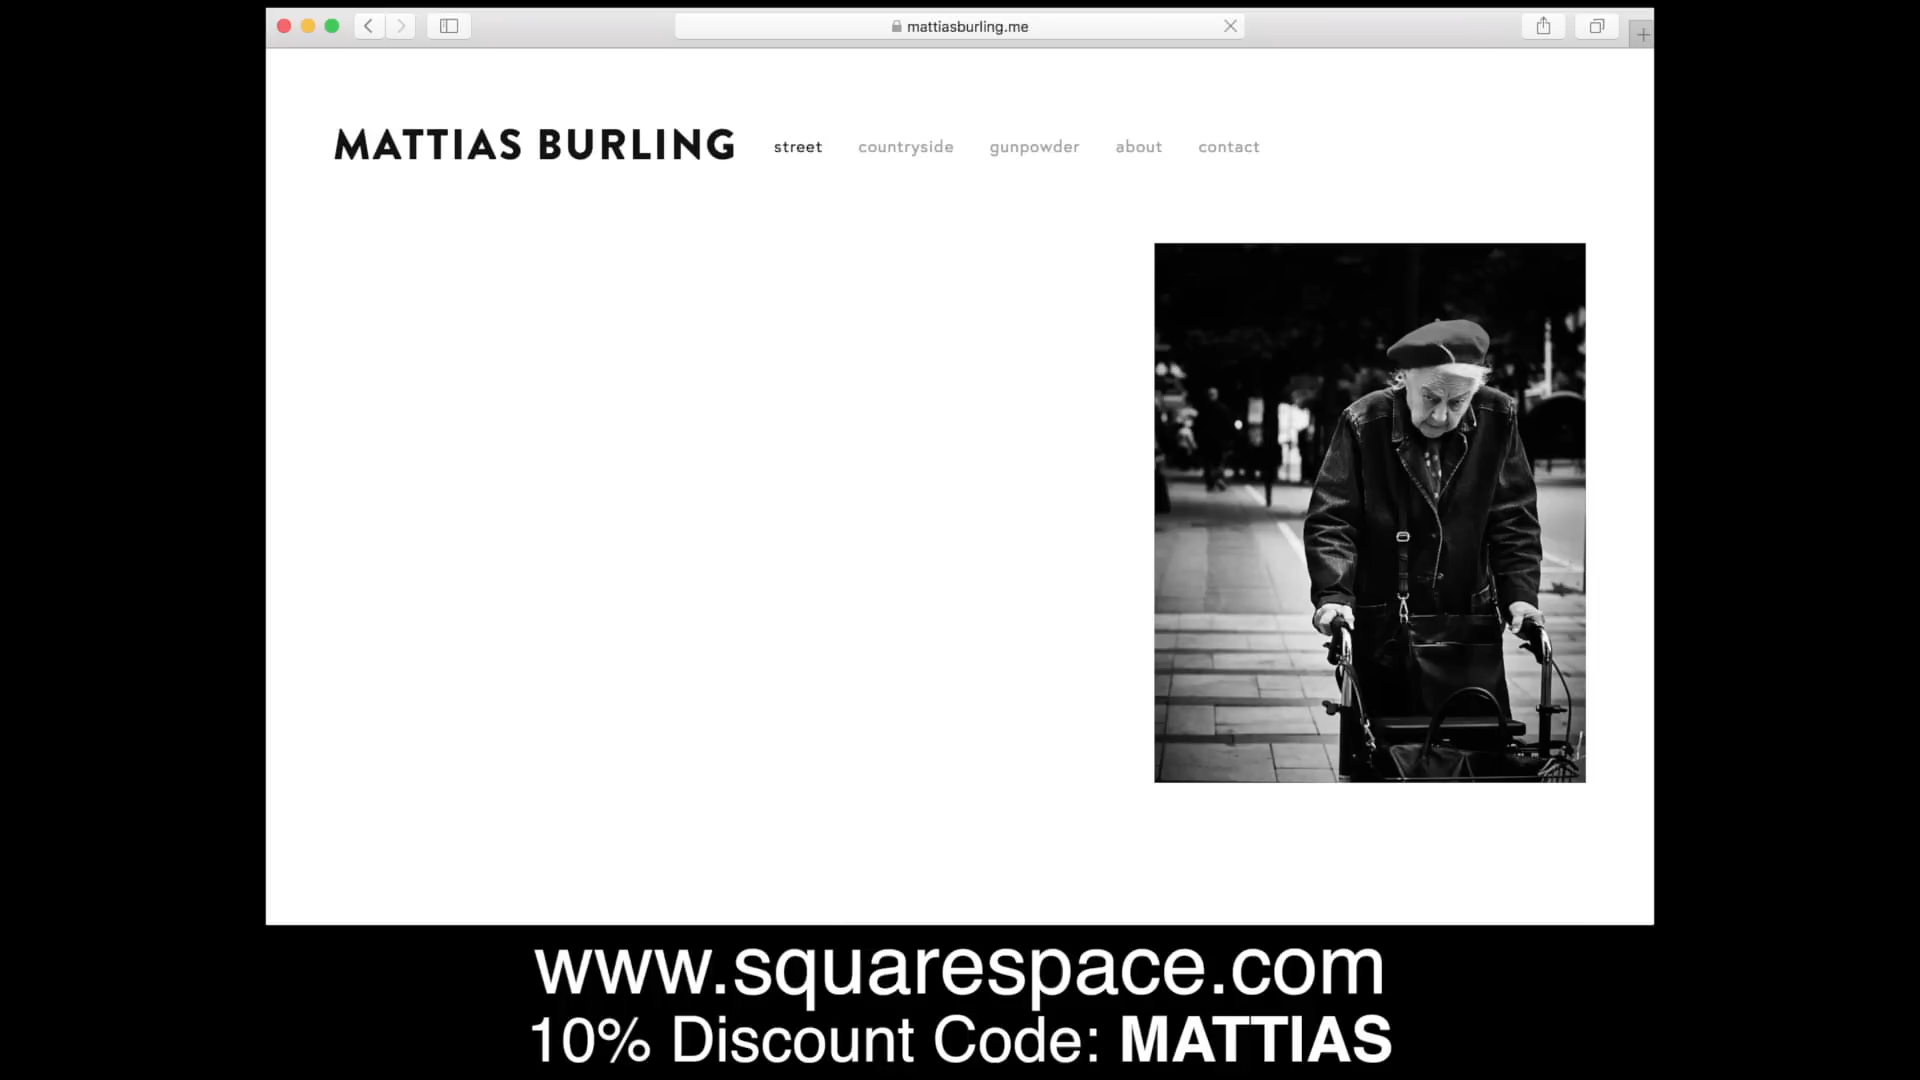 mattiasburling.me
MATTIAS BURLING street countryside gunpowder about contact
www.squarespace.com
10% Discount Code: MATTIAS